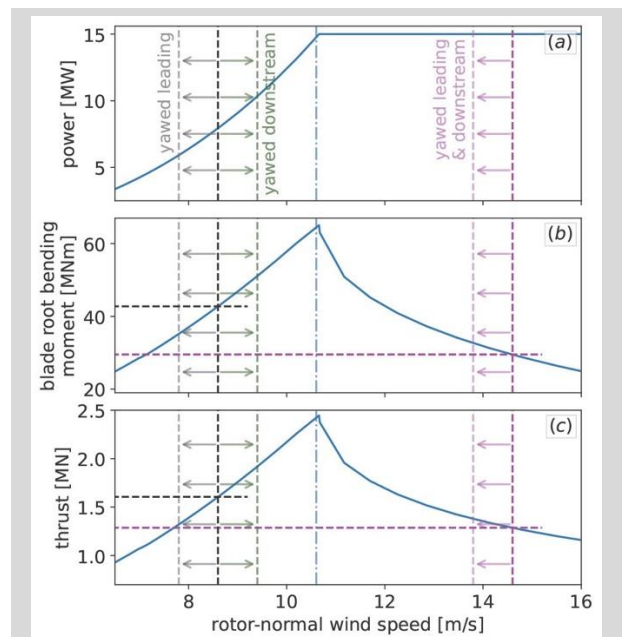 15
10
5
power [MW]
yawed leading
yawed downstream
yawed leading
& downstream
(a)
60
40
20
blade root bending
moment [MNm]
(b)
2.5
2.0
1.5
1.0
thrust [MN]
(c)
8
10
12
14
16
rotor-normal wind speed [m/s]